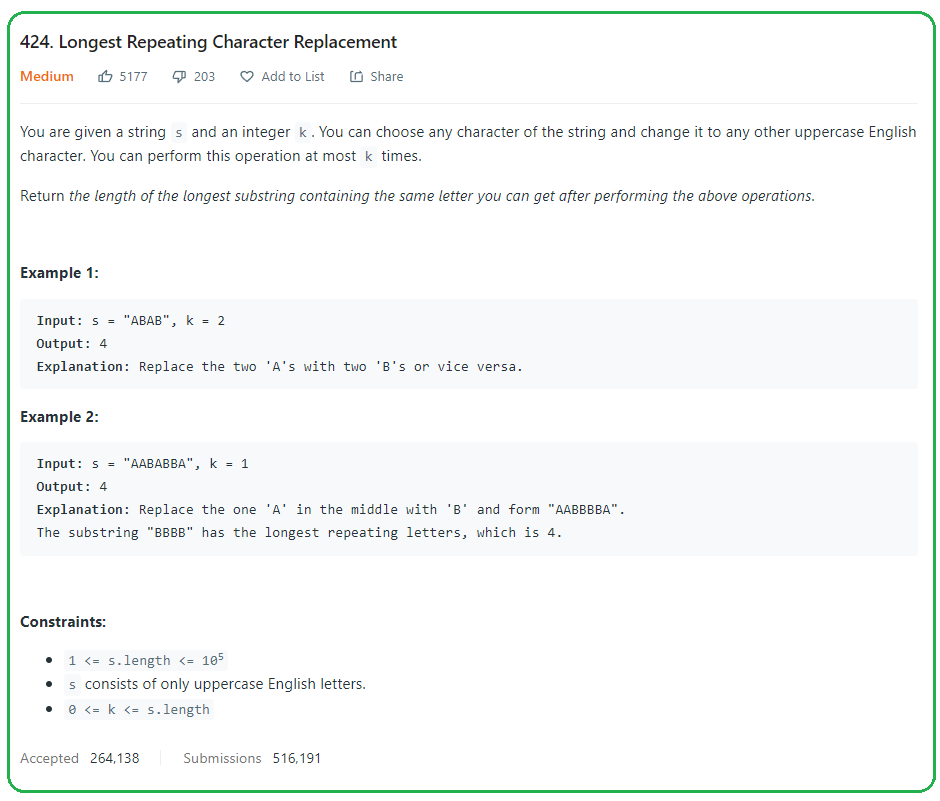 424. Longest Repeating Character Replacement
Medium 5177 203 Add to List Share
You are given a string s and an integer k. You can choose any character of the string and change it to any other uppercase English
character. You can perform this operation at most k times.
Return the length of the longest substring containing the same letter you can get after performing the above operations.
Example 1:
Input: s = "ABAB", k = 2
Output: 4
Explanation: Replace the two 'A's with two 'B's or vice versa.
Example 2:
Input: s = "AABABBA", k = 1
Output: 4
Explanation: Replace the one 'A' in the middle with 'B' and form "AABBBBA".
The substring "BBBB" has the longest repeating letters, which is 4.
Constraints:
• 1 <= s.length <= 10⁵
• s consists of only uppercase English letters.
• 0 <= k <= s.length
Accepted 264,138 Submissions 516,191